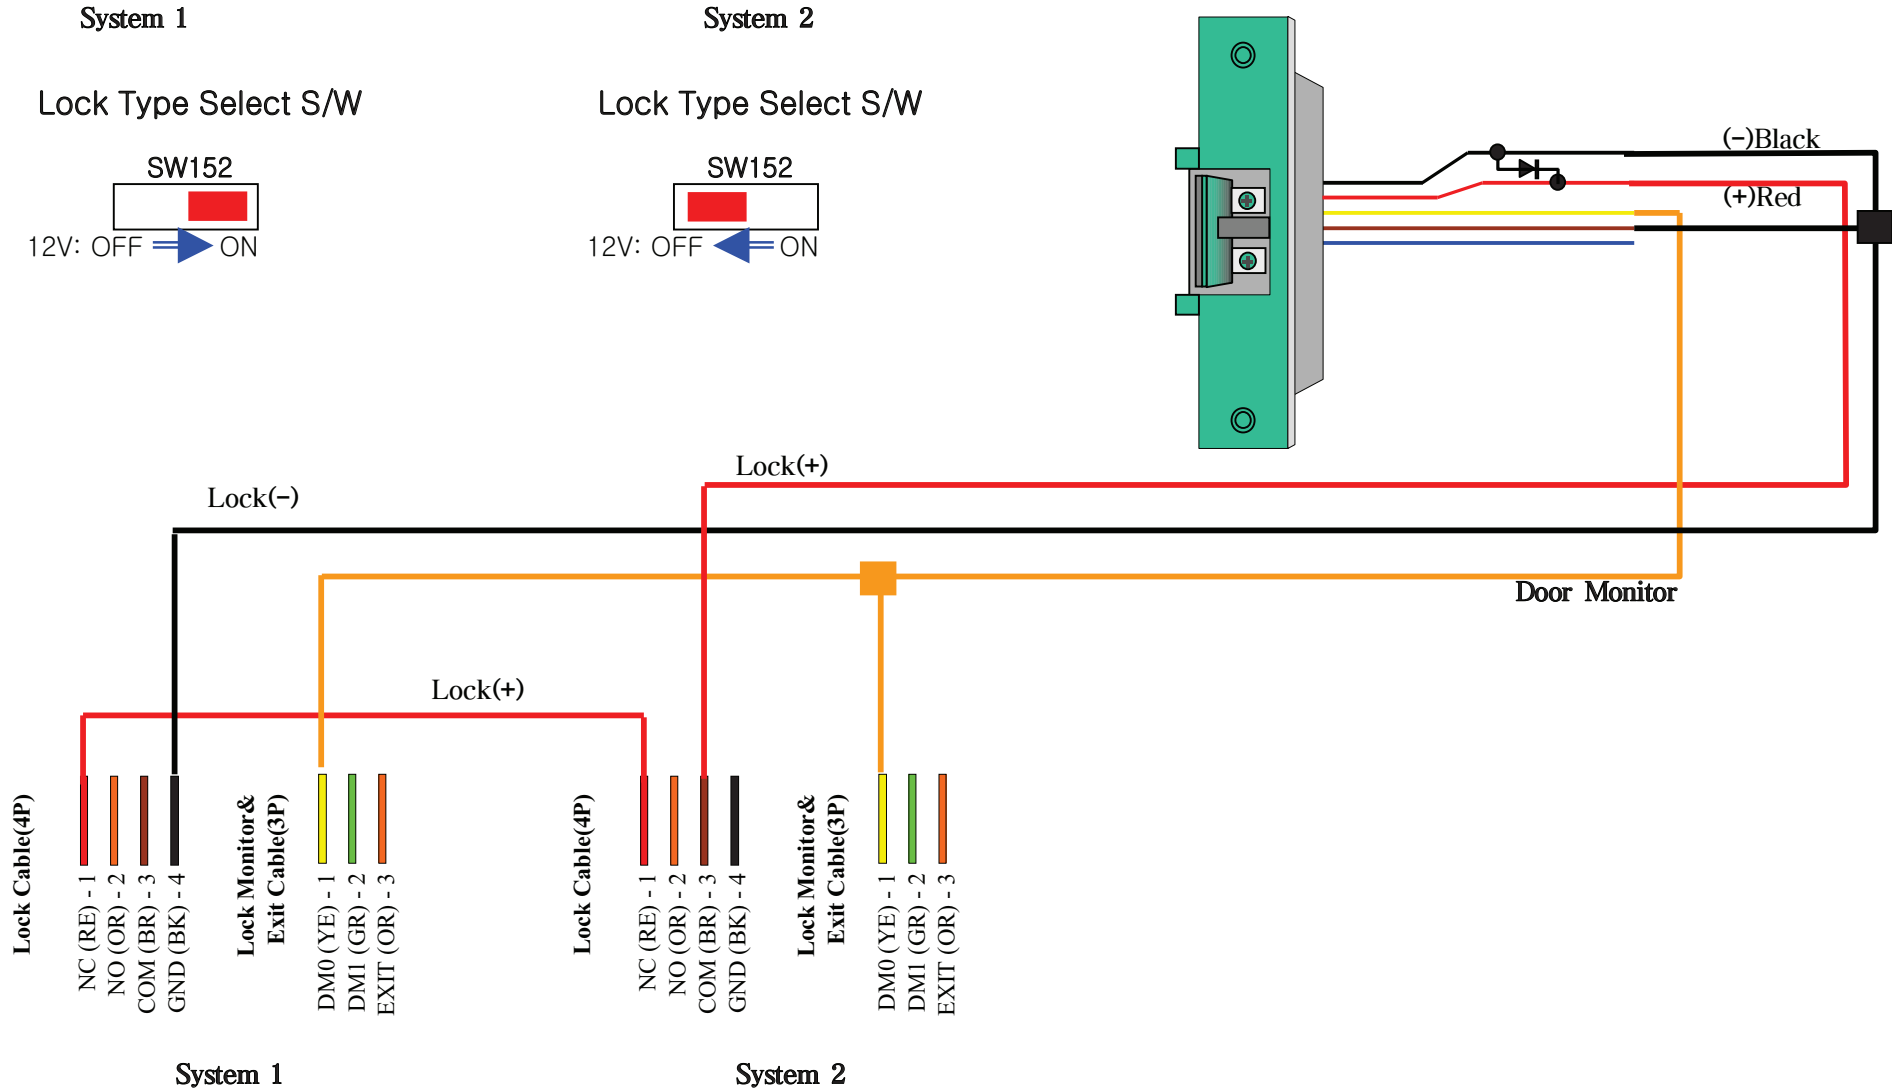 System 1
System 2
Lock Type Select S/W
Lock Type Select S/W
SW152
SW152
12V: OFF ON
12V: OFF ON
(-)Black
(+)Red
Lock(+)
Lock(-)
Door Monitor
Lock(+)
Lock Cable(4P)
NC (RE) - 1
NO (OR) - 2
COM (BR) - 3
GND (BK) - 4
Lock Monitor&
Exit Cable(3P)
DM0 (YE) - 1
DM1 (GR) - 2
EXIT (OR) - 3
Lock Cable(4P)
NC (RE) - 1
NO (OR) - 2
COM (BR) - 3
GND (BK) - 4
Lock Monitor&
Exit Cable(3P)
DM0 (YE) - 1
DM1 (GR) - 2
EXIT (OR) - 3
System 1
System 2